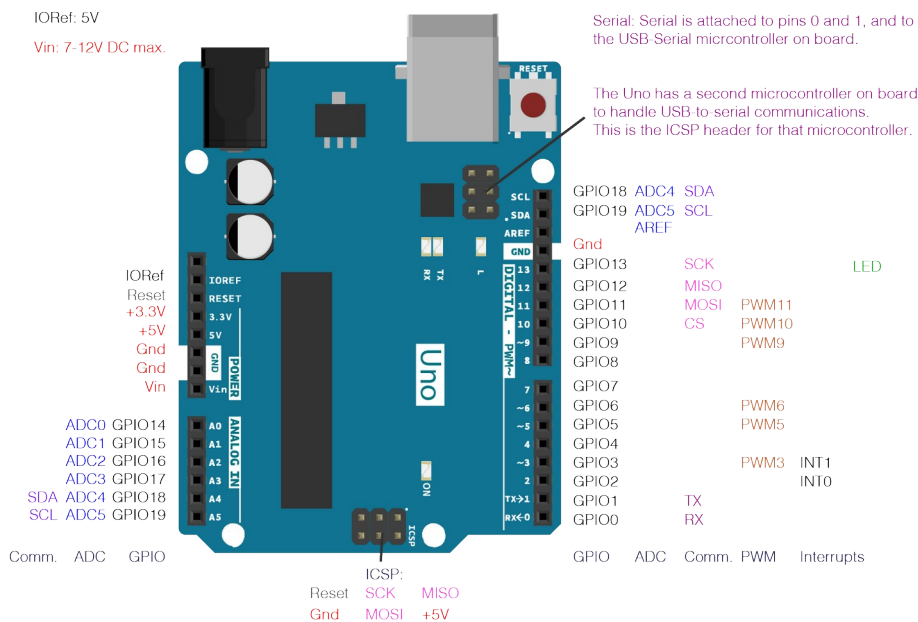 IORef: 5V
Vin: 7-12V DC max.
Serial: Serial is attached to pins 0 and 1, and to
the USB-Serial micrcontroller on board.
The Uno has a second microcontroller on board
to handle USB-to-serial communications.
This is the ICSP header for that microcontroller.
RESET
SCL
SDA
AREF
GND
13
12
11
10
~9
8
7
~6
~5
4
~3
2
TX→1
RX←0
DIGITAL - PWM~
RX
TX
L
Uno
ON
ICSP
IOREF
RESET
3.3V
5V
GND
Vin
POWER
A0
A1
A2
A3
A4
A5
ANALOG IN
IORef
Reset
+3.3V
+5V
Gnd
Gnd
Vin
ADC0 GPIO14
ADC1 GPIO15
ADC2 GPIO16
ADC3 GPIO17
SDA ADC4 GPIO18
SCL ADC5 GPIO19
Comm. ADC GPIO
GPIO18 ADC4 SDA
GPIO19 ADC5 SCL
AREF
Gnd
GPIO13 SCK LED
GPIO12 MISO
GPIO11 MOSI PWM11
GPIO10 CS PWM10
GPIO9 PWM9
GPIO8
GPIO7
GPIO6 PWM6
GPIO5 PWM5
GPIO4
GPIO3 PWM3 INT1
GPIO2 INT0
GPIO1 TX
GPIO0 RX
GPIO ADC Comm. PWM Interrupts
ICSP:
Reset SCK MISO
Gnd MOSI +5V